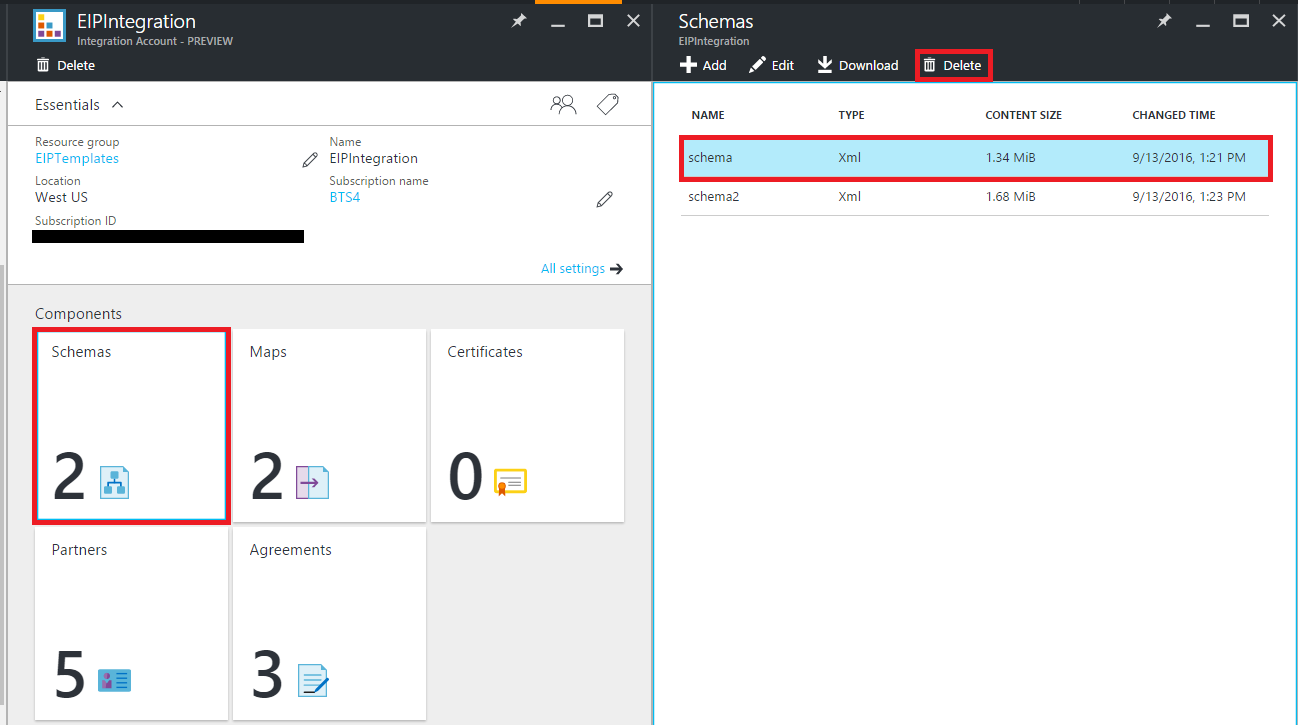 EIPIntegration
Integration Account - PREVIEW
Delete
Essentials
Resource group
EIPTemplates
Name
EIPIntegration
Location
West US
Subscription name
BTS4
Subscription ID
All settings
Components
Schemas
2
Maps
2
Certificates
0
Partners
5
Agreements
3
Schemas
EIPIntegration
Add Edit Download Delete
NAME TYPE CONTENT SIZE CHANGED TIME
schema Xml 1.34 MiB 9/13/2016, 1:21 PM
schema2 Xml 1.68 MiB 9/13/2016, 1:23 PM